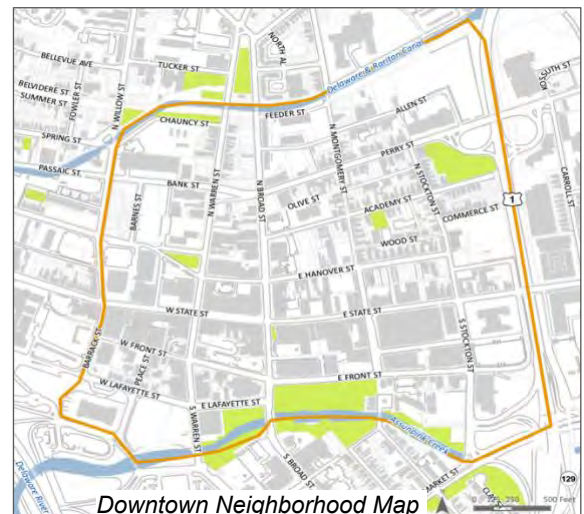 BELLEVUE AVE
TUCKER ST
NORTH AL
Delaware & Raritan Canal
BELVIDERE ST
FOWLER ST
SUMMER ST
N WILLOW ST
CHAUNCY ST
FEEDER ST
ALLEN ST
SOUTH ST
SPRING ST
N MONTGOMERY ST
PERRY ST
PASSAIC ST
BANK ST
N WARREN ST
N BROAD ST
OLIVE ST
N STOCKTON ST
CARROLL ST
BARNES ST
ACADEMY ST
COMMERCE ST
1
WOOD ST
E HANOVER ST
W STATE ST
E STATE ST
BARRACK ST
W FRONT ST
PEACE ST
S STOCKTON ST
W LAFAYETTE ST
E FRONT ST
E LAFAYETTE ST
S WARREN ST
Assunpink Creek
S BROAD ST
MARKET ST
129
Delaware River
500 Feet
Downtown Neighborhood Map